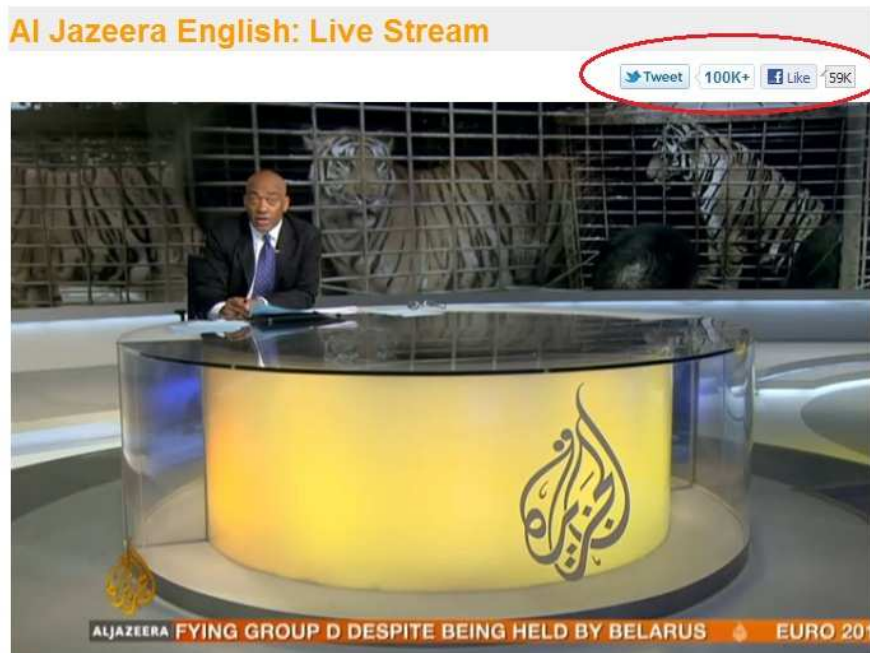 Al Jazeera English: Live Stream
Tweet 100K+ Like 59K
الجزيرة
ALJAZEERA FYING GROUP D DESPITE BEING HELD BY BELARUS EURO 201